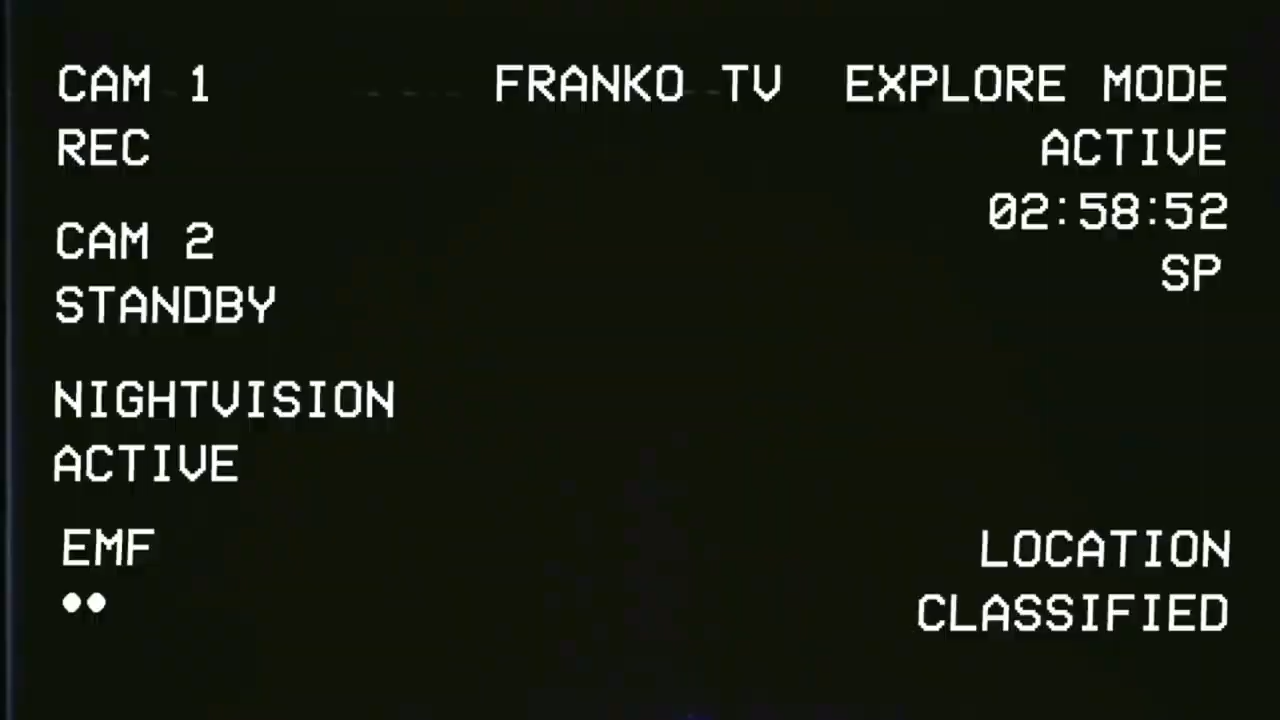 CAM 1 FRANKO TV EXPLORE MODE
REC ACTIVE
02:58:52
CAM 2 SP
STANDBY
NIGHTVISION
ACTIVE
EMF LOCATION
●● CLASSIFIED